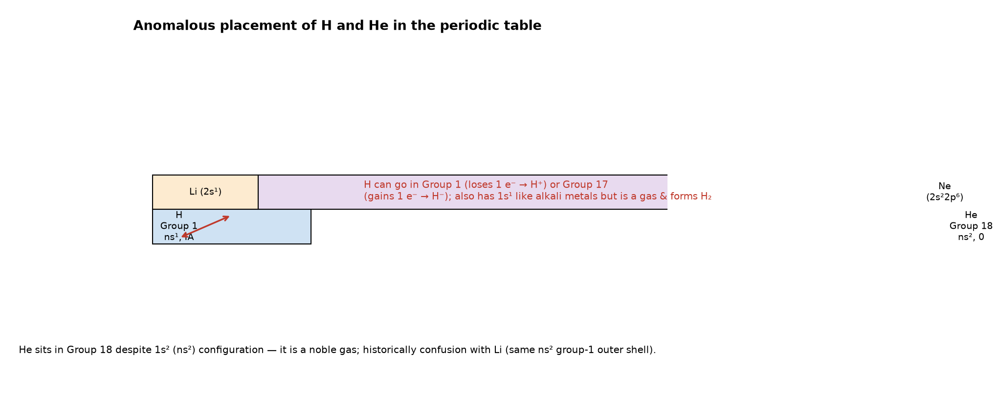 Anomalous placement of H and He in the periodic table
Li (2s¹)
H can go in Group 1 (loses 1 e⁻ → H⁺) or Group 17
(gains 1 e⁻ → H⁻); also has 1s¹ like alkali metals but is a gas & forms H₂
Ne
(2s²2p⁶)
H
Group 1
ns¹, IA
He
Group 18
ns², 0
He sits in Group 18 despite 1s² (ns²) configuration — it is a noble gas; historically confusion with Li (same ns² group-1 outer shell).